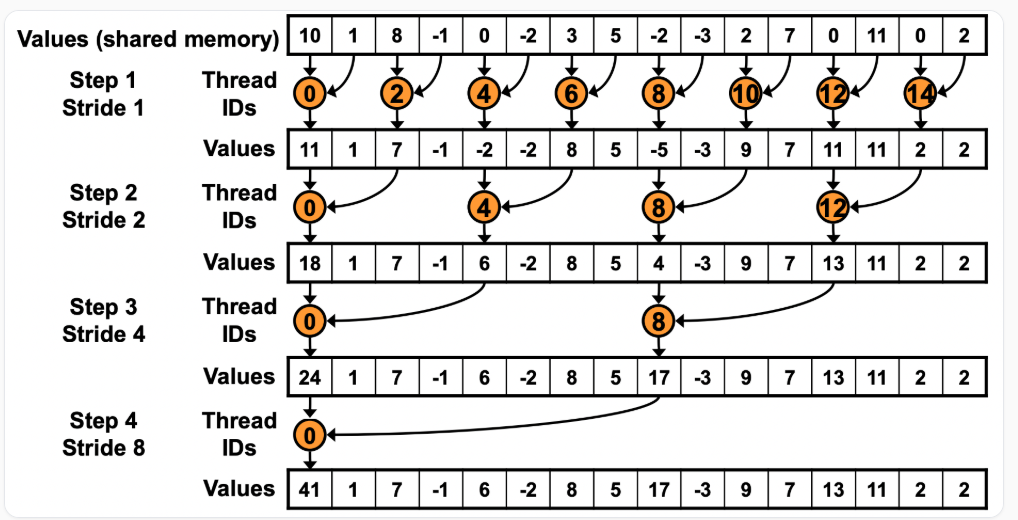 Values (shared memory) 10 1 8 -1 0 -2 3 5 -2 -3 2 7 0 11 0 2
Step 1 Thread 0 2 4 6 8 10 12 14
Stride 1 IDs
Values 11 1 7 -1 -2 -2 8 5 -5 -3 9 7 11 11 2 2
Step 2 Thread 0 4 8 12
Stride 2 IDs
Values 18 1 7 -1 6 -2 8 5 4 -3 9 7 13 11 2 2
Step 3 Thread 0 8
Stride 4 IDs
Values 24 1 7 -1 6 -2 8 5 17 -3 9 7 13 11 2 2
Step 4 Thread 0
Stride 8 IDs
Values 41 1 7 -1 6 -2 8 5 17 -3 9 7 13 11 2 2